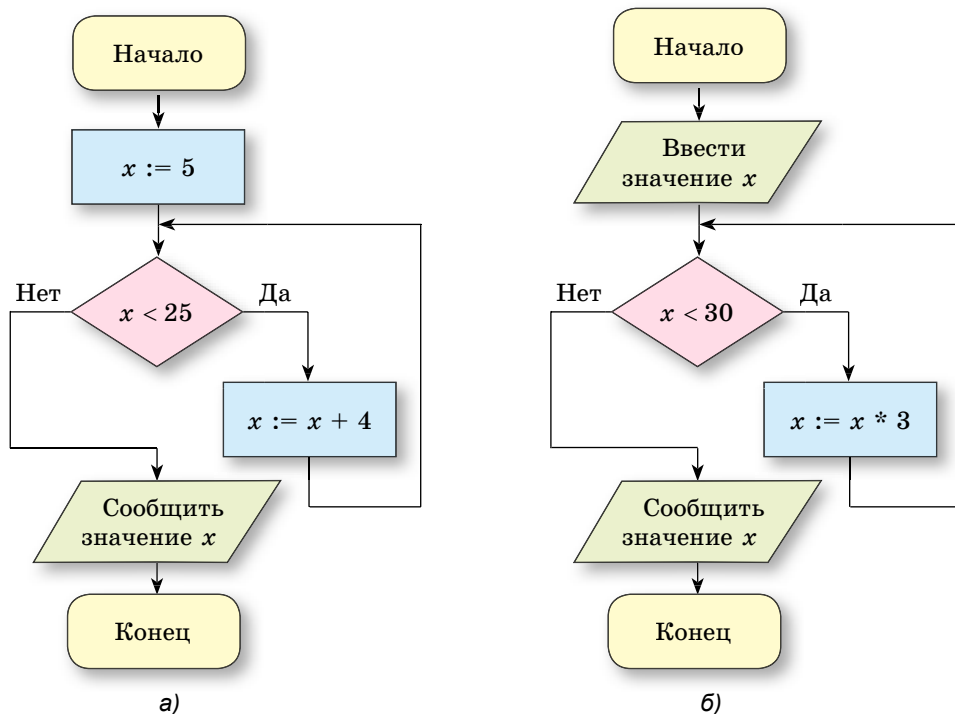 Начало
x := 5
x < 25
Нет
Да
x := x + 4
Сообщить
значение x
Конец
а)
Начало
Ввести
значение x
x < 30
Нет
Да
x := x * 3
Сообщить
значение x
Конец
б)